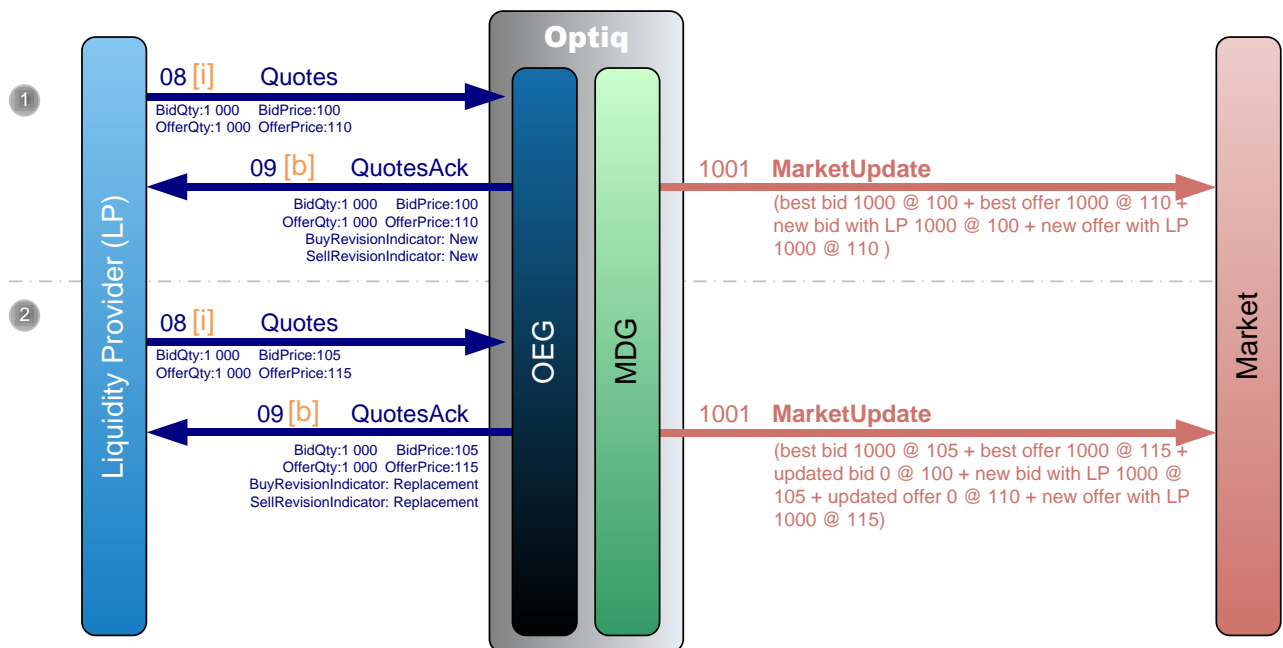 Optiq
1
08 [i] Quotes
BidQty:1 000 BidPrice:100
OfferQty:1 000 OfferPrice:110
09 [b] QuotesAck
BidQty:1 000 BidPrice:100
OfferQty:1 000 OfferPrice:110
BuyRevisionIndicator: New
SellRevisionIndicator: New
1001 MarketUpdate
(best bid 1000 @ 100 + best offer 1000 @ 110 +
new bid with LP 1000 @ 100 + new offer with LP
1000 @ 110 )
2
08 [i] Quotes
BidQty:1 000 BidPrice:105
OfferQty:1 000 OfferPrice:115
09 [b] QuotesAck
BidQty:1 000 BidPrice:105
OfferQty:1 000 OfferPrice:115
BuyRevisionIndicator: Replacement
SellRevisionIndicator: Replacement
1001 MarketUpdate
(best bid 1000 @ 105 + best offer 1000 @ 115 +
updated bid 0 @ 100 + new bid with LP 1000 @
105 + updated offer 0 @ 110 + new offer with LP
1000 @ 115)
Liquidity Provider (LP)
OEG
MDG
Market